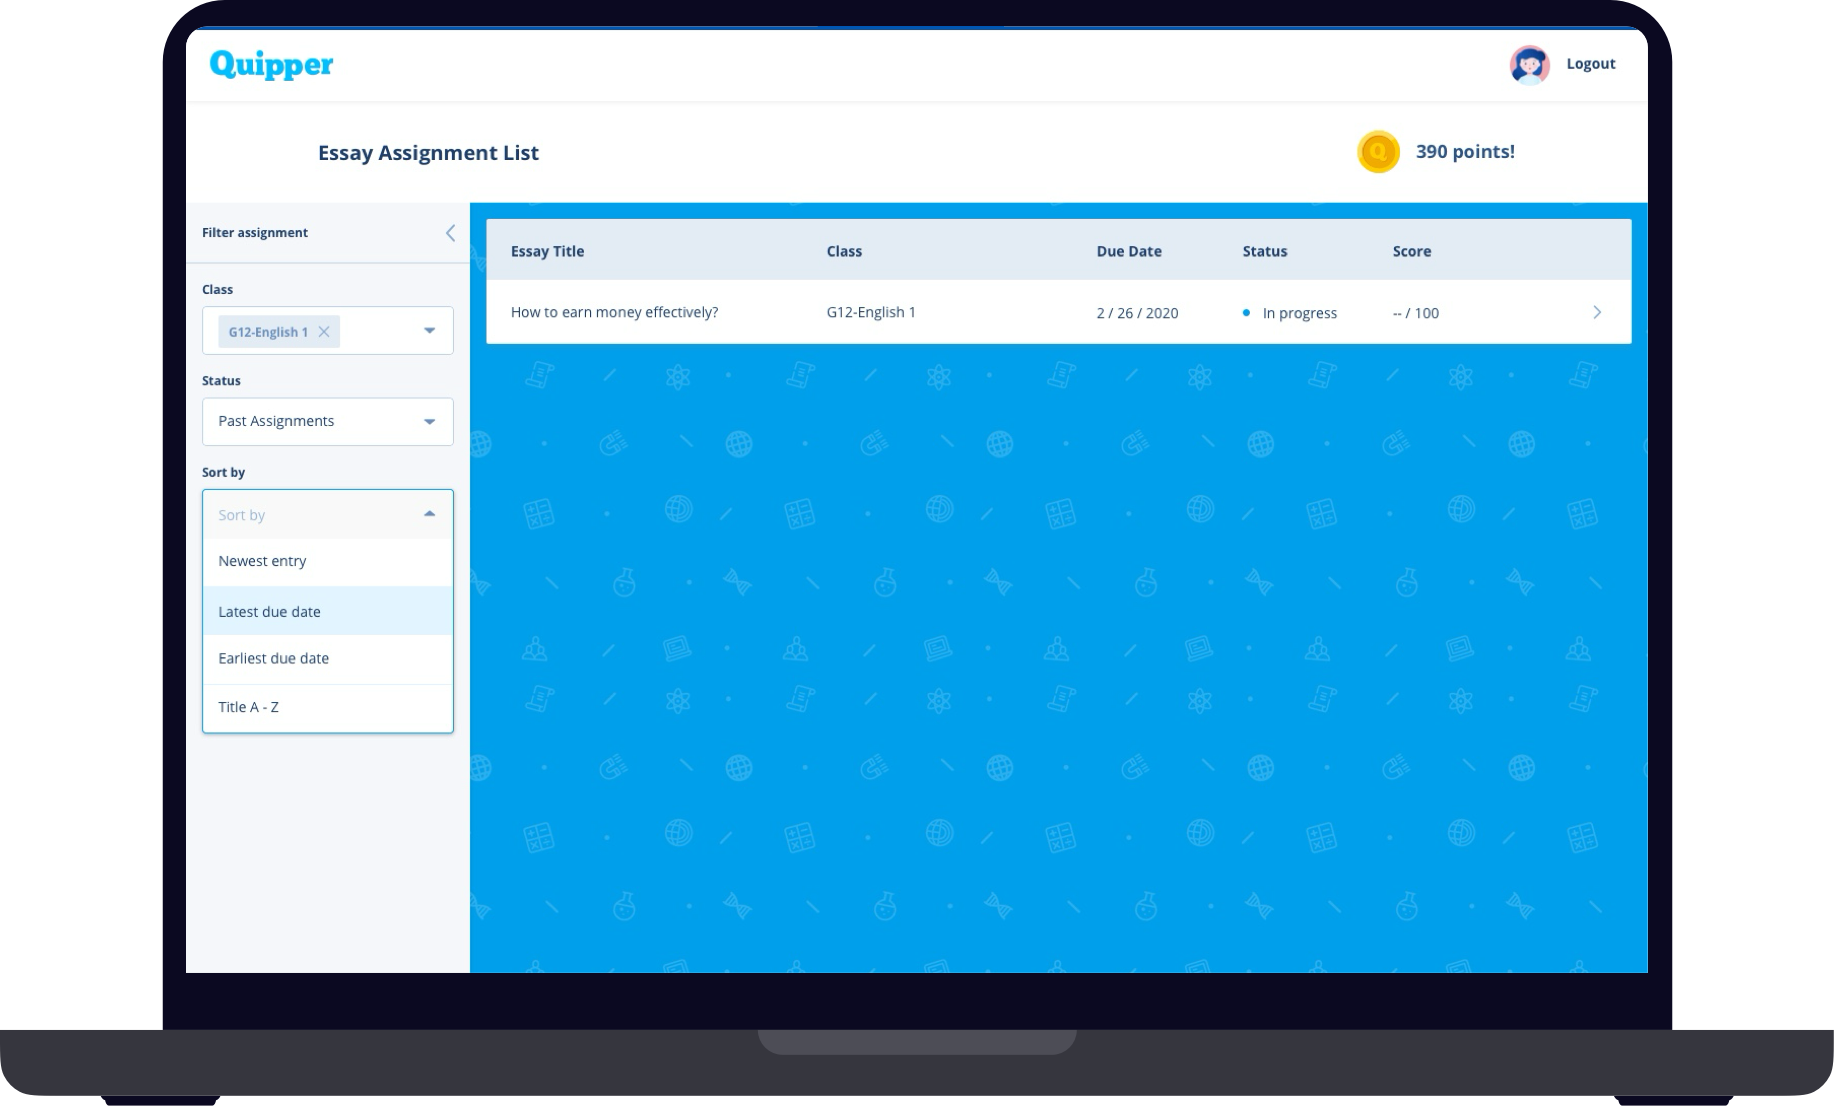 Quipper
Logout
Essay Assignment List
Q
390 points!
Filter assignment
Class
G12-English 1
Status
Past Assignments
Sort by
Sort by
Newest entry
Latest due date
Earliest due date
Title A - Z
Essay Title Class Due Date Status Score
How to earn money effectively? G12-English 1 2 / 26 / 2020 In progress -- / 100